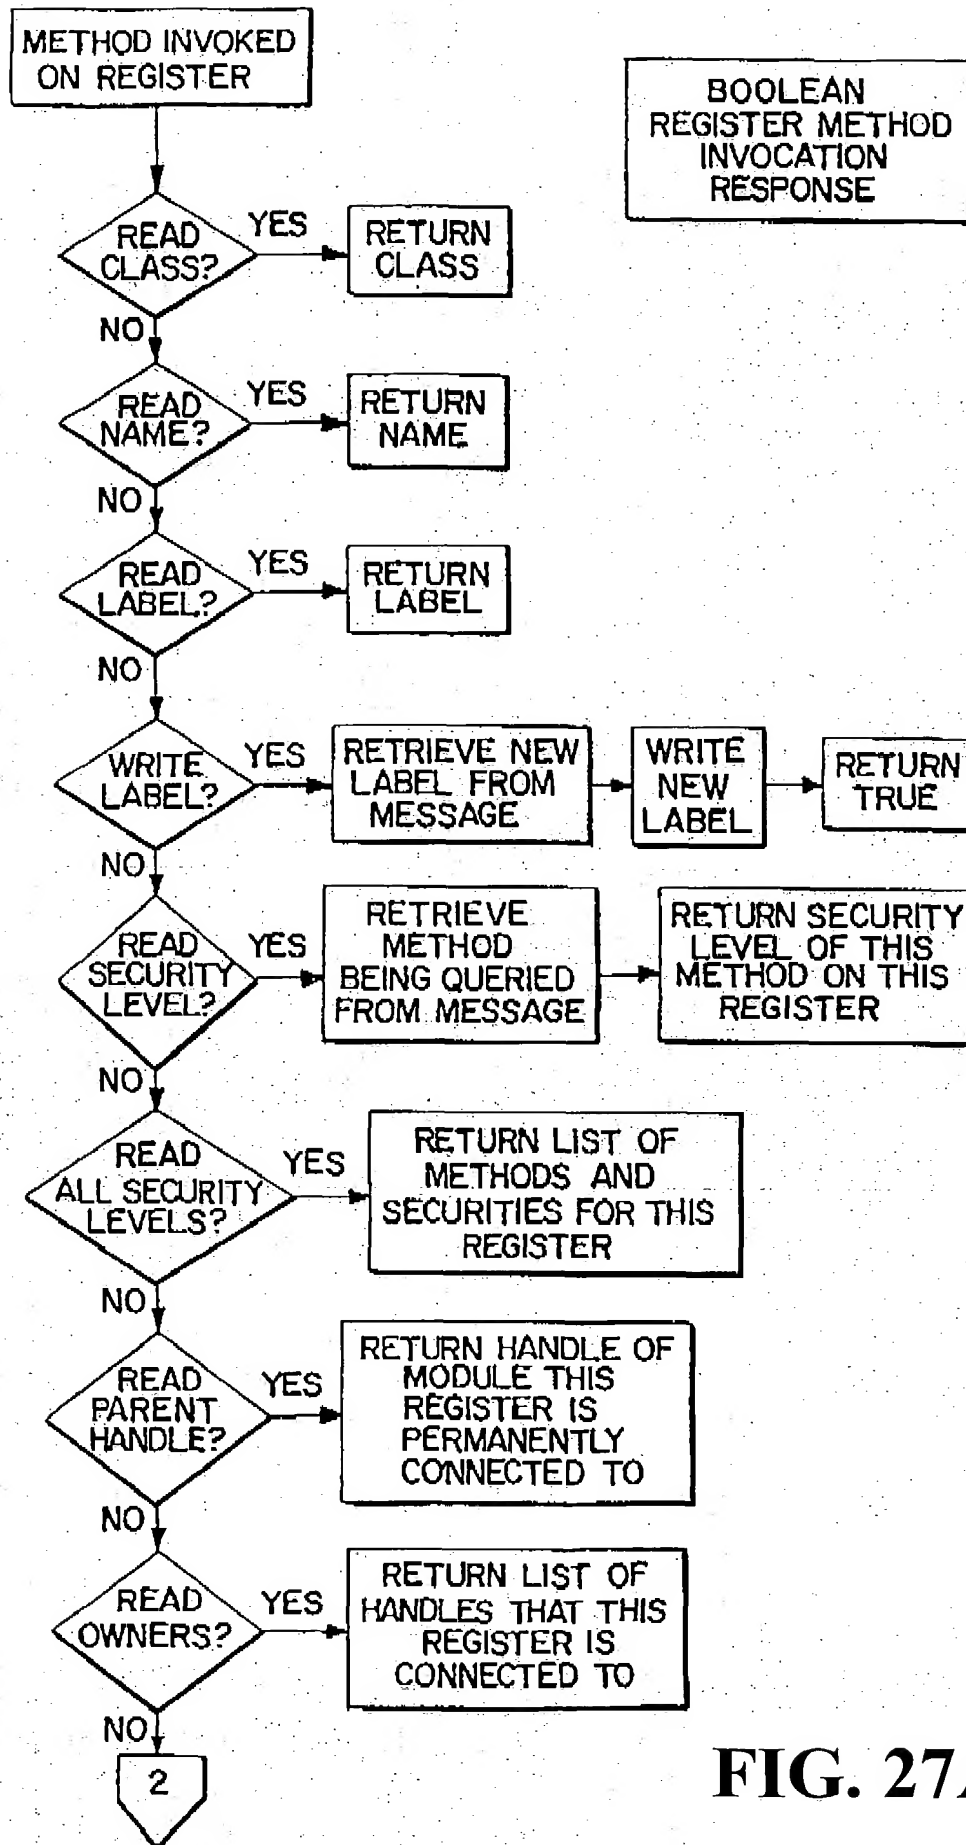 METHOD INVOKED
ON REGISTER
BOOLEAN
REGISTER METHOD
INVOCATION
RESPONSE
READ
CLASS?
YES
RETURN
CLASS
NO
READ
NAME?
YES
RETURN
NAME
NO
READ
LABEL?
YES
RETURN
LABEL
NO
WRITE
LABEL?
YES
RETRIEVE NEW
LABEL FROM
MESSAGE
WRITE
NEW
LABEL
RETURN
TRUE
NO
READ
SECURITY
LEVEL?
YES
RETRIEVE
METHOD
BEING QUERIED
FROM MESSAGE
RETURN SECURITY
LEVEL OF THIS
METHOD ON THIS
REGISTER
NO
READ
ALL SECURITY
LEVELS?
YES
RETURN LIST OF
METHODS AND
SECURITIES FOR THIS
REGISTER
NO
READ
PARENT
HANDLE?
YES
RETURN HANDLE OF
MODULE THIS
REGISTER IS
PERMANENTLY
CONNECTED TO
NO
READ
OWNERS?
YES
RETURN LIST OF
HANDLES THAT THIS
REGISTER IS
CONNECTED TO
NO
2
FIG. 27A